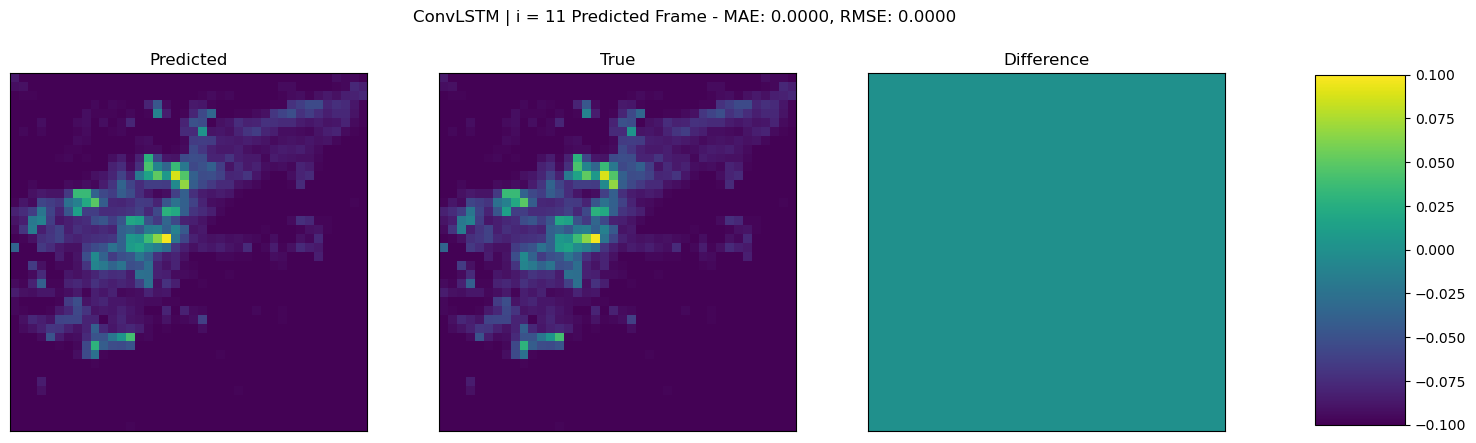 ConvLSTM | i = 11 Predicted Frame - MAE: 0.0000, RMSE: 0.0000
Predicted
True
Difference
0.100
0.075
0.050
0.025
0.000
−0.025
−0.050
−0.075
−0.100